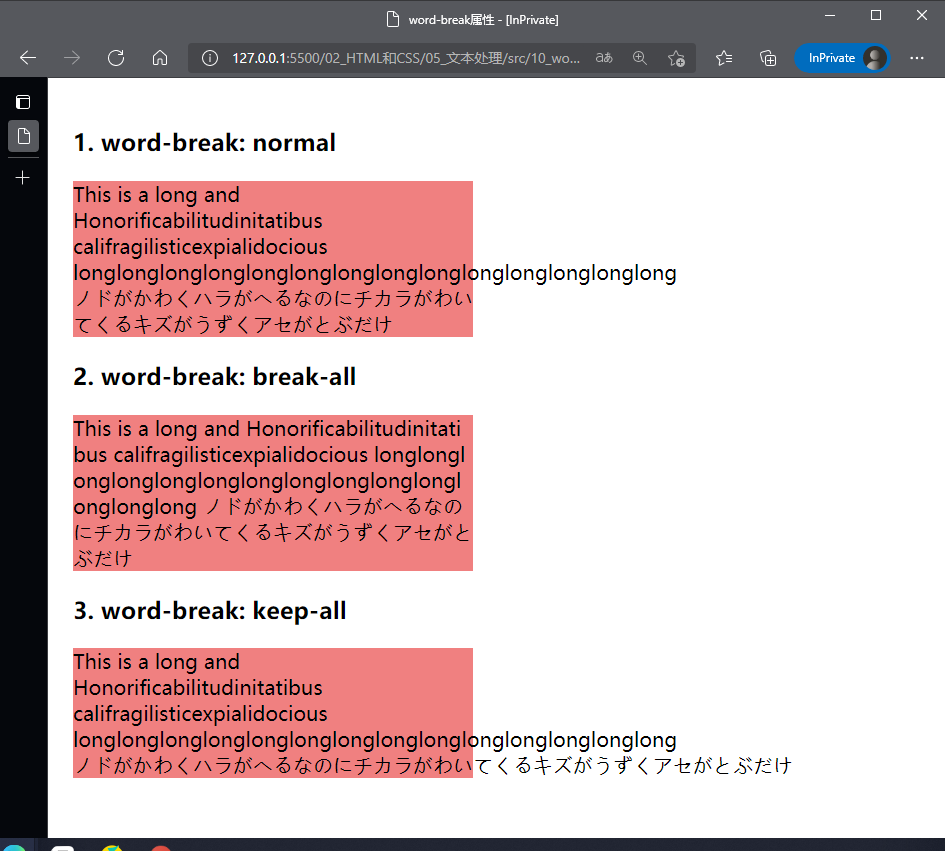 word-break属性 - [InPrivate]
127.0.0.1:5500/02_HTML和CSS/05_文本处理/src/10_wo...
InPrivate
1. word-break: normal
This is a long and
Honorificabilitudinitatibus
califragilisticexpialidocious
longlonglonglonglonglonglonglonglonglonglonglonglonglong
ノドがかわくハラがへるなのにチカラがわい
てくるキズがうずくアセがとぶだけ
2. word-break: break-all
This is a long and Honorificabilitudinitati
bus califragilisticexpialidocious longlongl
onglonglonglonglonglonglonglonglongl
onglonglong ノドがかわくハラがへるなの
にチカラがわいてくるキズがうずくアセがと
ぶだけ
3. word-break: keep-all
This is a long and
Honorificabilitudinitatibus
califragilisticexpialidocious
longlonglonglonglonglonglonglonglonglonglonglonglonglong
ノドがかわくハラがへるなのにチカラがわいてくるキズがうずくアセがとぶだけ